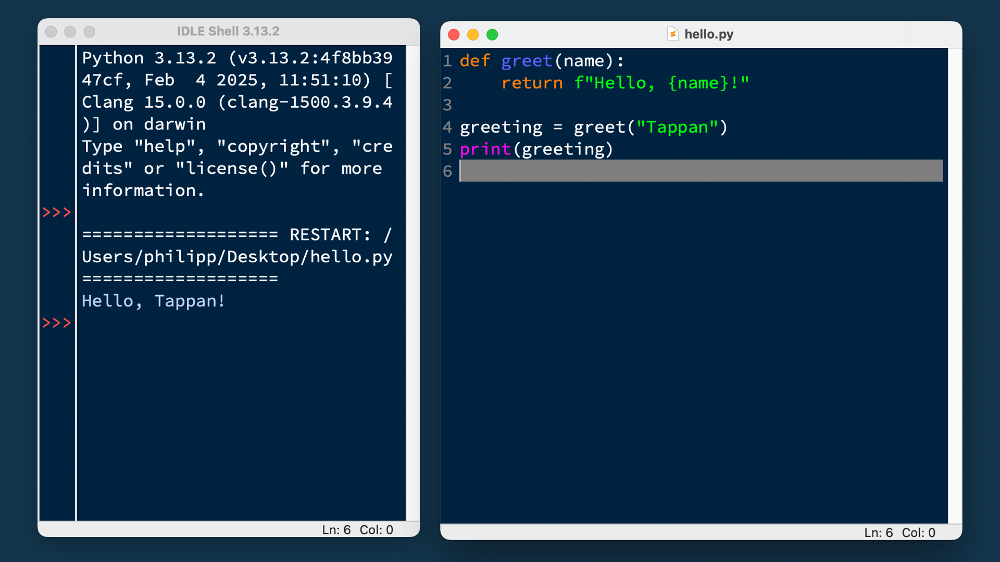 IDLE Shell 3.13.2
Python 3.13.2 (v3.13.2:4f8bb39
47cf, Feb  4 2025, 11:51:10) [
Clang 15.0.0 (clang-1500.3.9.4
)] on darwin
Type "help", "copyright", "cre
dits" or "license()" for more
information.
>>>
=================== RESTART: /
Users/philipp/Desktop/hello.py
===================
Hello, Tappan!
>>>
Ln: 6 Col: 0
hello.py
1 def greet(name):
2     return f"Hello, {name}!"
3
4 greeting = greet("Tappan")
5 print(greeting)
6
Ln: 6 Col: 0